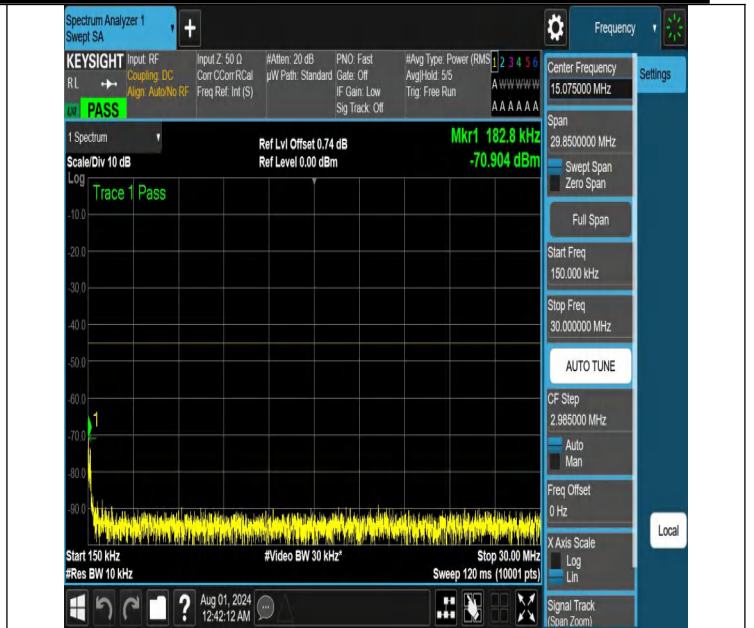 Spectrum Analyzer 1
Swept SA
+
Frequency
KEYSIGHT
RL
PASS
Input: RF
Coupling: DC
Align: Auto/No RF
Input Z: 50 Ω
Corr CCorr RCal
Freq Ref: Int (S)
#Atten: 20 dB
µW Path: Standard
PNO: Fast
Gate: Off
IF Gain: Low
Sig Track: Off
#Avg Type: Power (RMS
Avg|Hold: 5/5
Trig: Free Run
1 2 3 4 5 6
A W W W W W
A A A A A A
1 Spectrum
Scale/Div 10 dB
Log
Ref Lvl Offset 0.74 dB
Ref Level 0.00 dBm
Mkr1 182.8 kHz
-70.904 dBm
Trace 1 Pass
-10.0
-20.0
-30.0
-40.0
-50.0
-60.0
1
-70.0
-80.0
-90.0
Start 150 kHz
#Res BW 10 kHz
#Video BW 30 kHz*
Stop 30.00 MHz
Sweep 120 ms (10001 pts)
Center Frequency
15.075000 MHz
Settings
Span
29.8500000 MHz
Swept Span
Zero Span
Full Span
Start Freq
150.000 kHz
Stop Freq
30.000000 MHz
AUTO TUNE
CF Step
2.985000 MHz
Auto
Man
Freq Offset
0 Hz
X Axis Scale
Log
Lin
Local
Signal Track
(Span Zoom)
?
Aug 01, 2024
12:42:12 AM